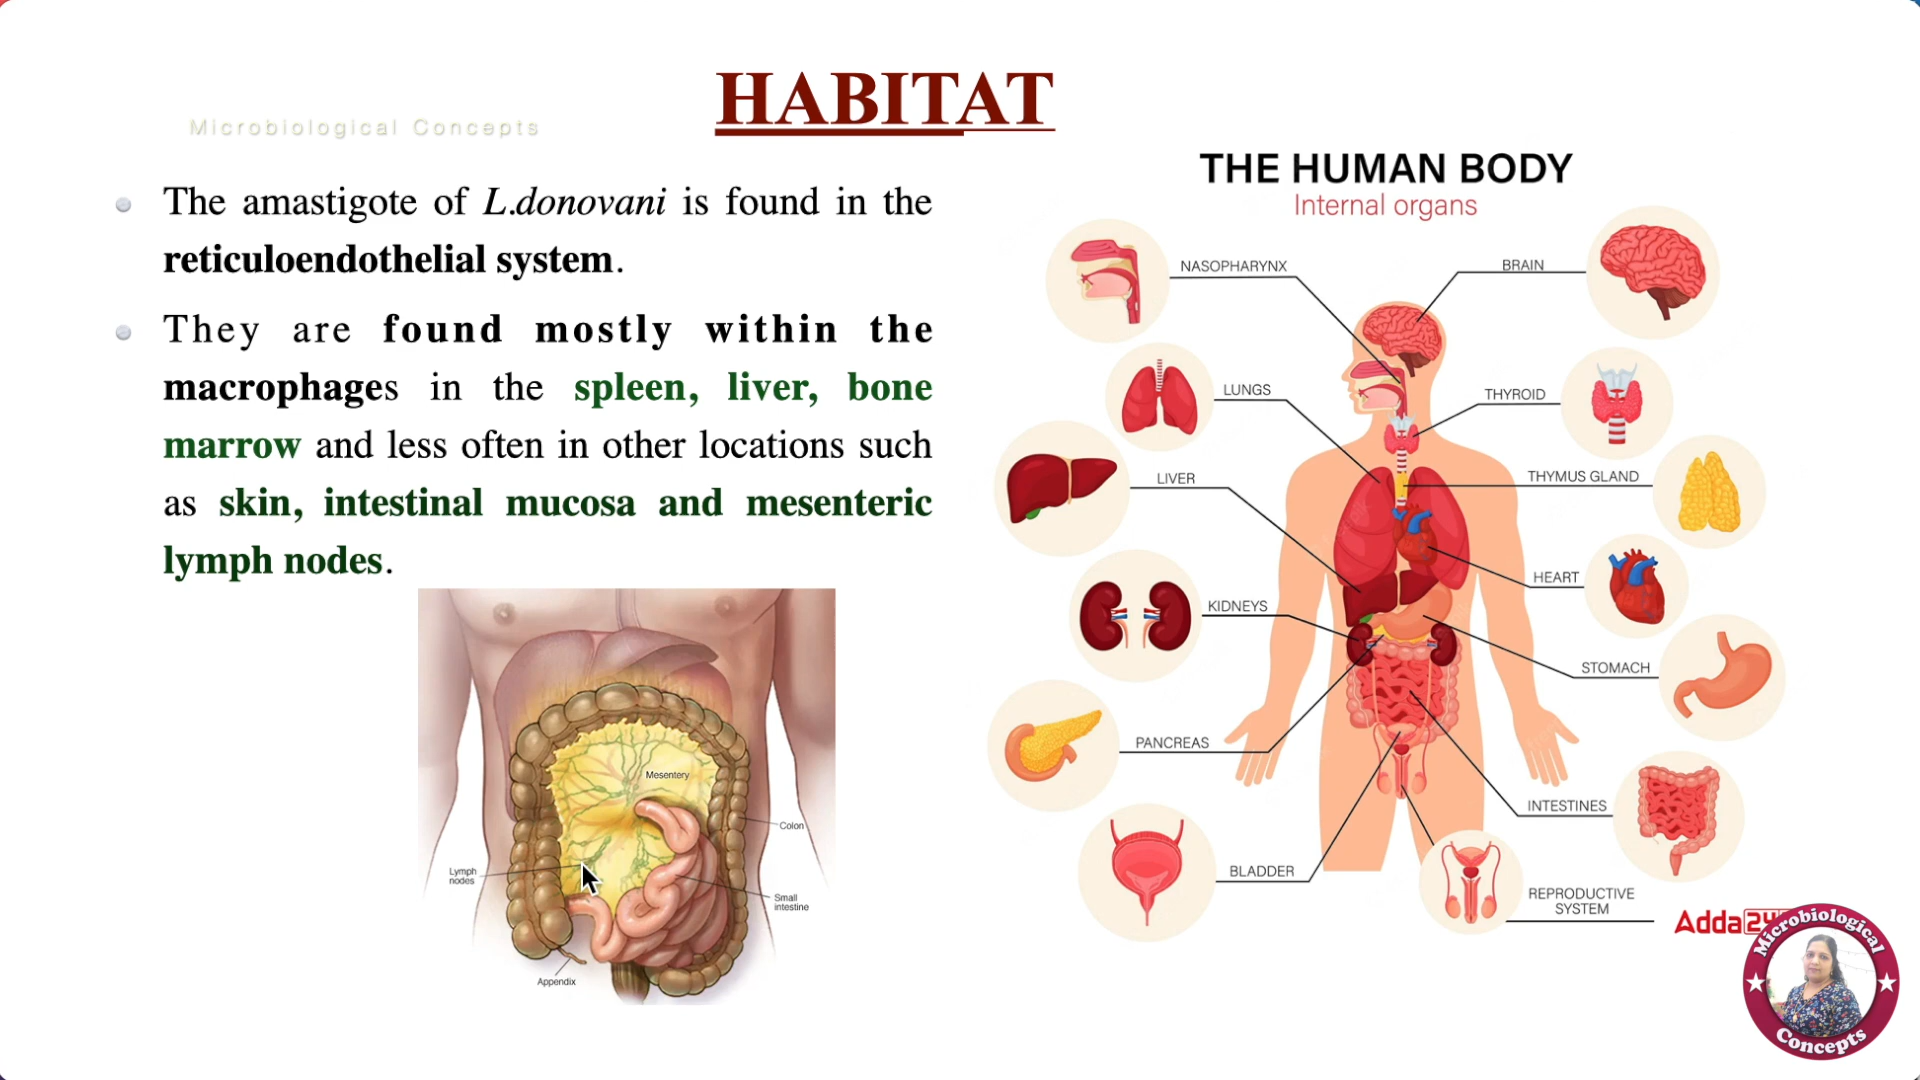 HABITAT
Microbiological Concepts
The amastigote of L.donovani is found in the
reticuloendothelial system.
They are found mostly within the
macrophages in the spleen, liver, bone
marrow and less often in other locations such
as skin, intestinal mucosa and mesenteric
lymph nodes.
Mesentery
Colon
Lymph
nodes
Small
intestine
Appendix
THE HUMAN BODY
Internal organs
NASOPHARYNX
BRAIN
LUNGS
THYROID
LIVER
THYMUS GLAND
HEART
KIDNEYS
STOMACH
PANCREAS
INTESTINES
BLADDER
REPRODUCTIVE
SYSTEM
Microbiological
Concepts